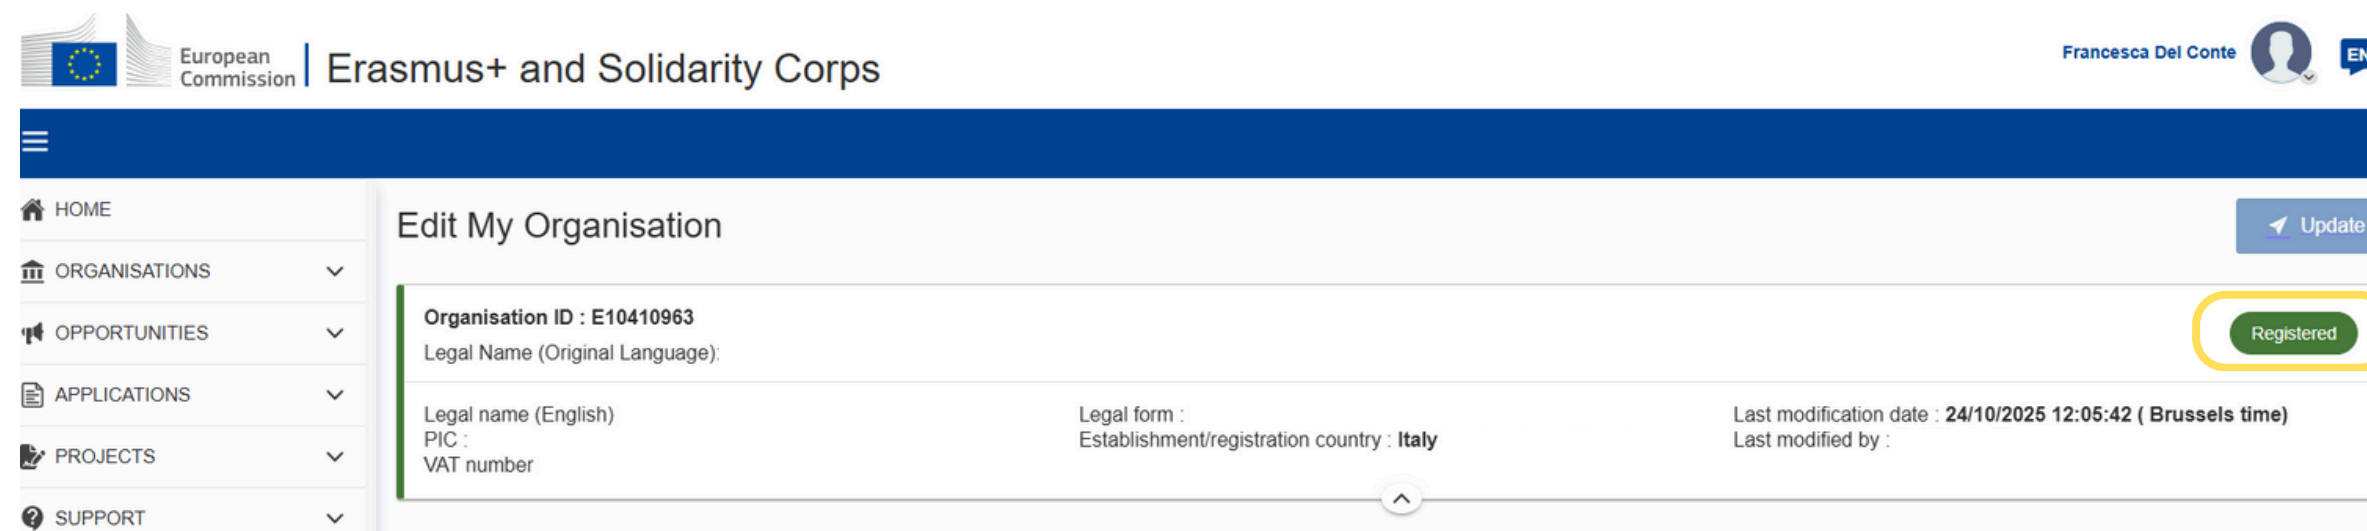 European
Commission
Erasmus+ and Solidarity Corps
Francesca Del Conte
EN
HOME
ORGANISATIONS
OPPORTUNITIES
APPLICATIONS
PROJECTS
SUPPORT
Edit My Organisation
Update
Organisation ID : E10410963
Registered
Legal Name (Original Language):
Legal name (English)
PIC :
VAT number
Legal form :
Establishment/registration country : Italy
Last modification date : 24/10/2025 12:05:42 ( Brussels time)
Last modified by :